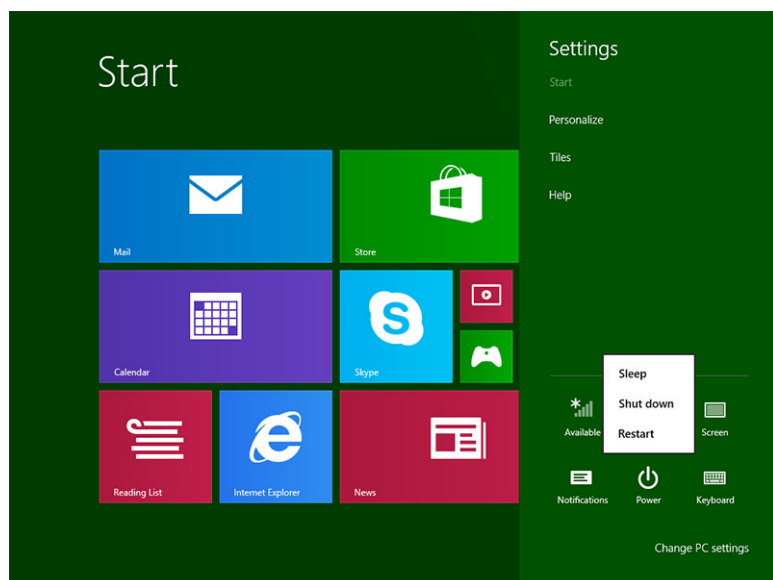 Start
Mail
Store
Calendar
Skype
Reading List
Internet Explorer
News
Settings
Start
Personalize
Tiles
Help
Sleep
Shut down
Restart
Available
Screen
Notifications
Power
Keyboard
Change PC settings